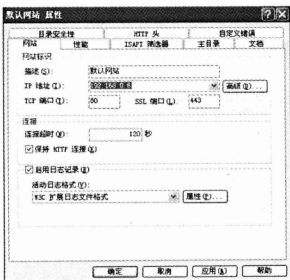 默认网站 属性
目录安全性 HTTP 头 自定义错误
网站 性能 ISAPI 筛选器 主目录 文档
网站标识
描述(S): 默认网站
IP 地址(I): 192.168.0.6 高级(D)...
TCP 端口(T): 80 SSL 端口(L): 443
连接
连接超时(N): 120 秒
保持 HTTP 连接(K)
启用日志记录(E)
活动日志格式(V):
W3C 扩展日志文件格式 属性(P)...
确定 取消 应用(A) 帮助